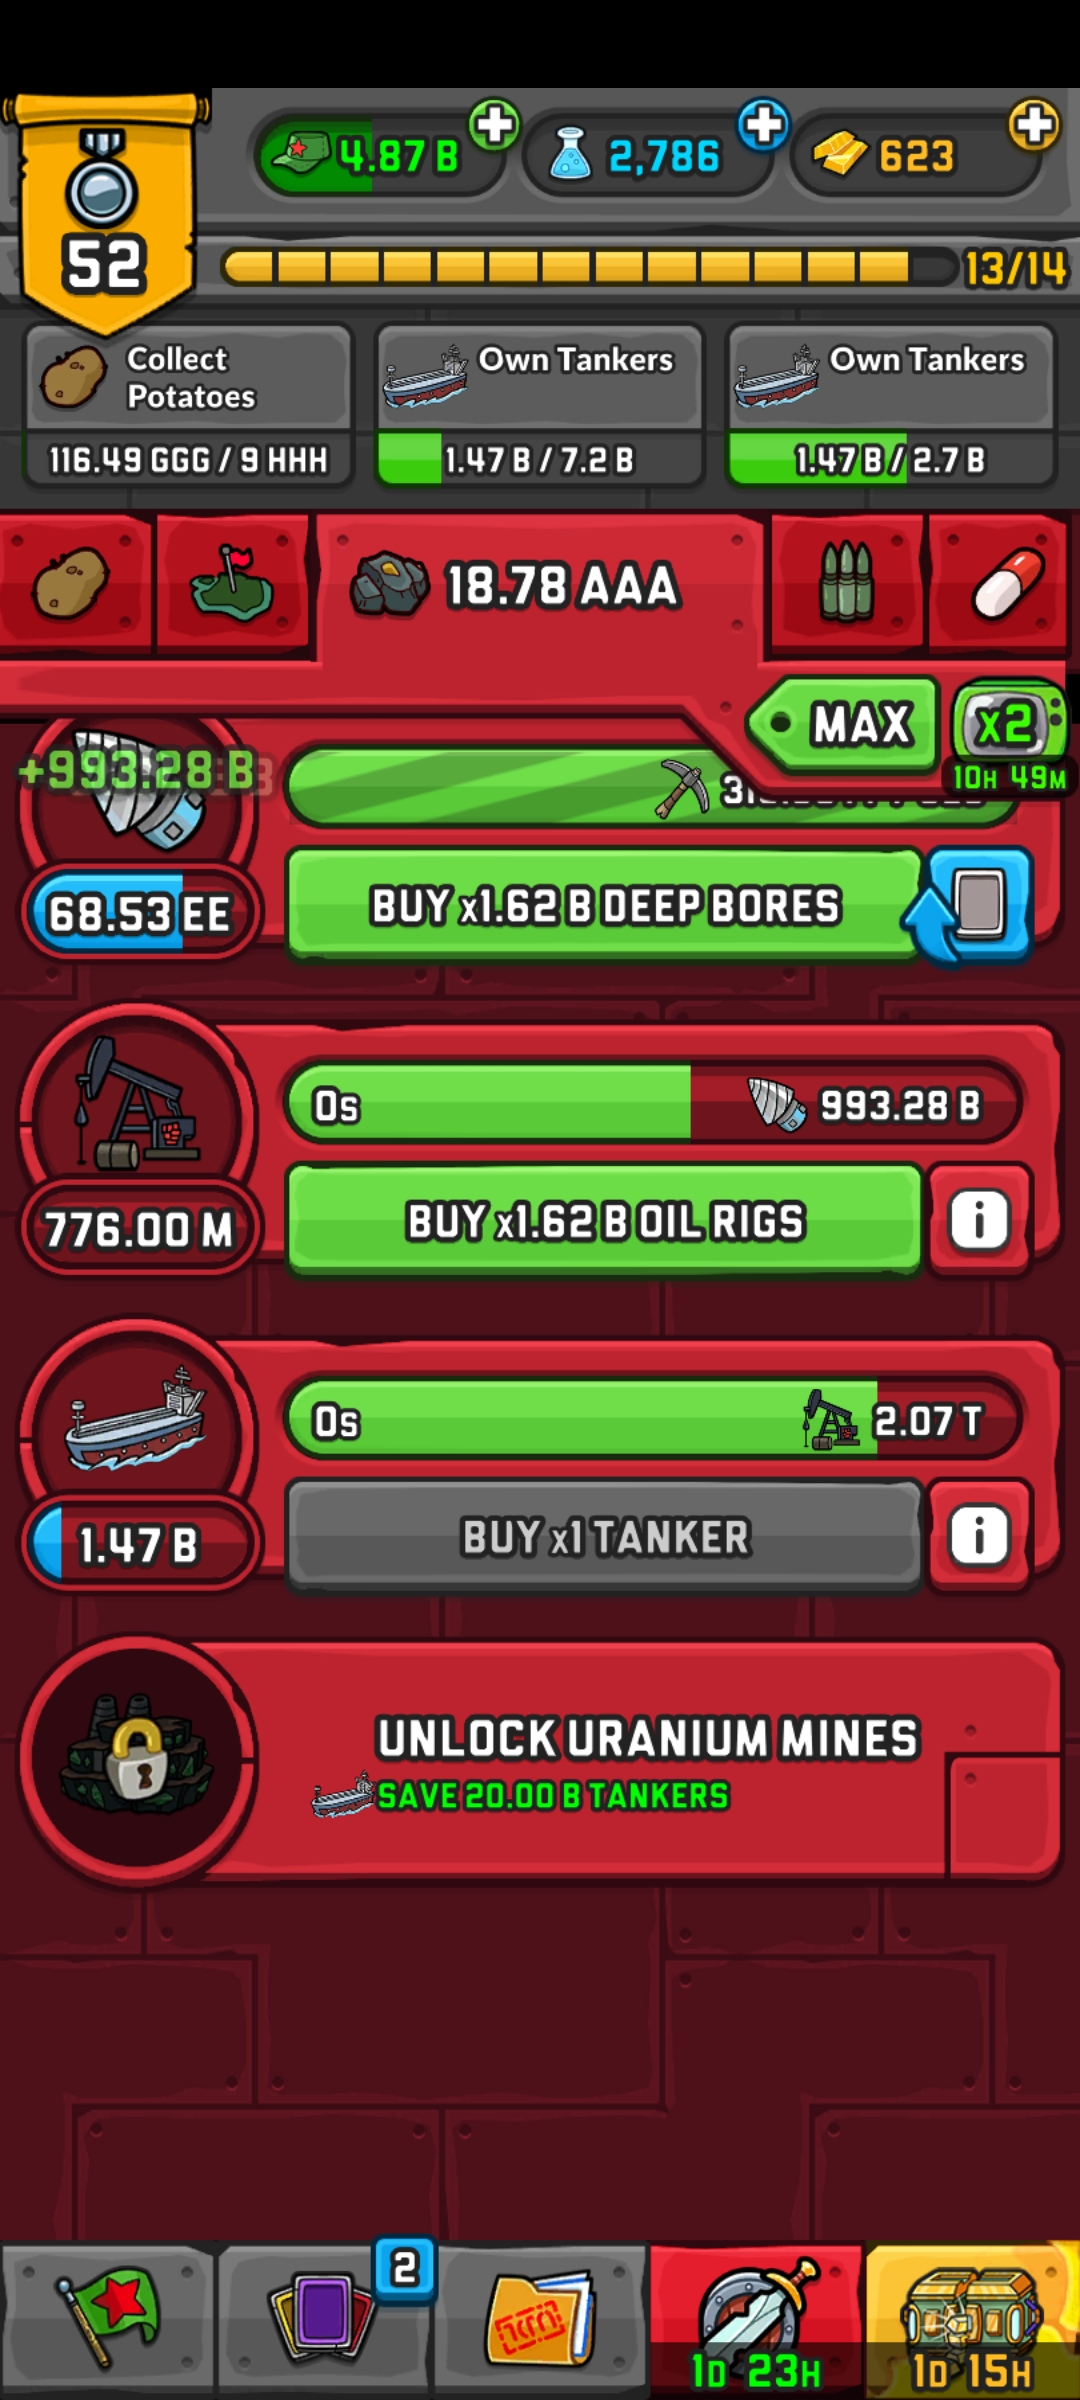 4.87 B
2,786
623
52
13/14
Collect
Potatoes
116.49 GGG / 9 HHH
Own Tankers
1.47 B / 7.2 B
Own Tankers
1.47 B / 2.7 B
18.78 AAA
MAX
x2
10H 49M
+993.28 B
68.53 EE
BUY x1.62 B DEEP BORES
0s
993.28 B
776.00 M
BUY x1.62 B OIL RIGS
i
0s
2.07 T
1.47 B
BUY x1 TANKER
i
UNLOCK URANIUM MINES
SAVE 20.00 B TANKERS
2
1D 23H
1D 15H